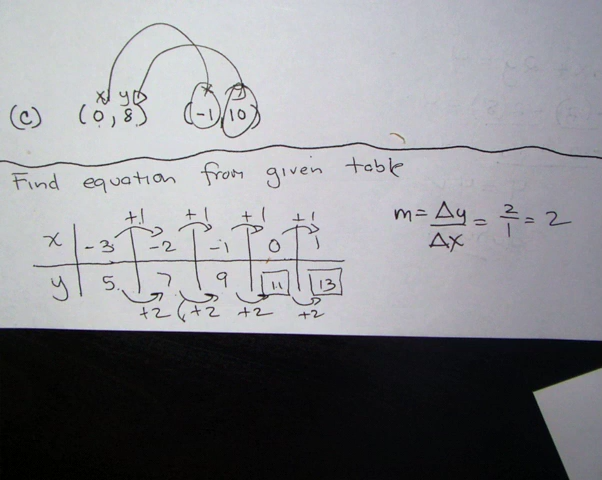 x y x y
(c) (0, 8) (-1, 10)
Find equation from given table
+1 +1 +1 +1
x -3 -2 -1 0 1
y 5 7 9 11 13
+2 +2 +2 +2
m = Δy/Δx = 2/1 = 2